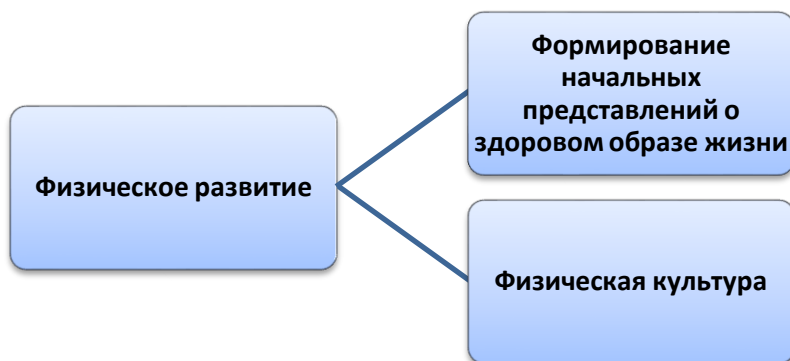 Формирование
начальных
представлений о
здоровом образе жизни
Физическое развитие
Физическая культура